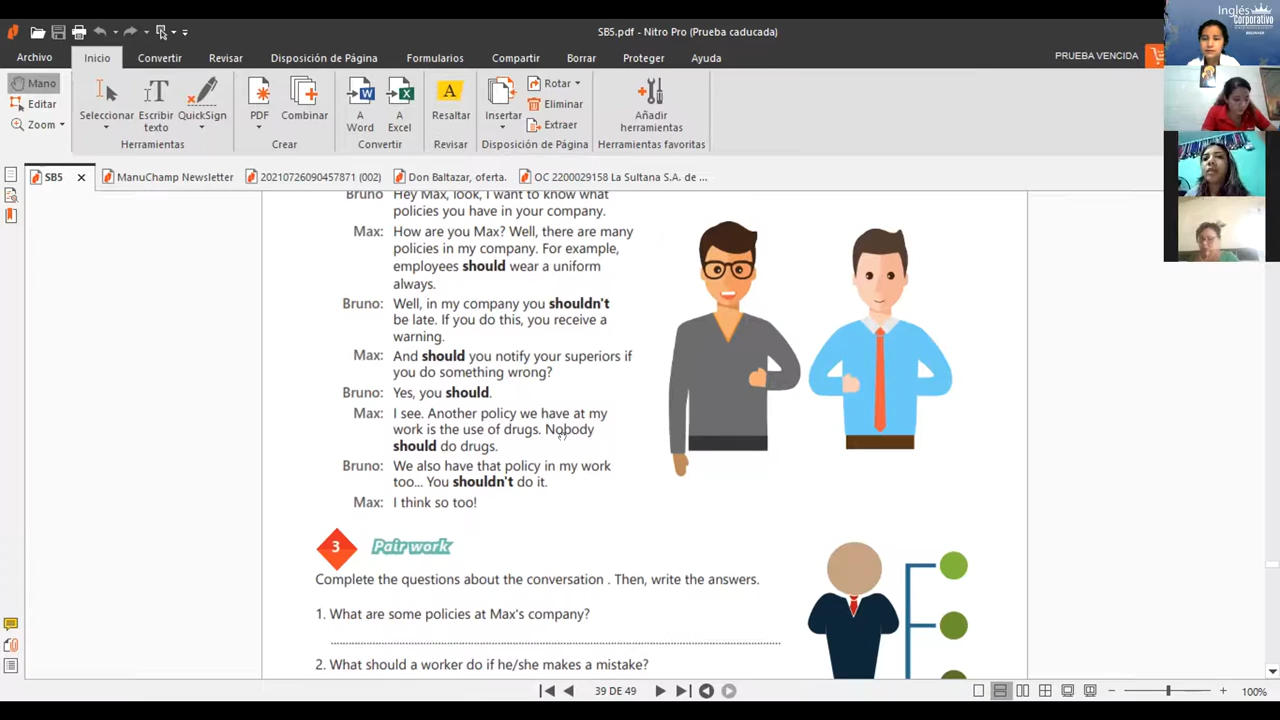 SB5.pdf - Nitro Pro (Prueba caducada)
Inglés
Corporativo
Archivo Inicio Convertir Revisar Disposición de Página Formularios Compartir Borrar Proteger Ayuda PRUEBA VENCIDA
Mano
Editar
Zoom
Seleccionar
Escribir texto
QuickSign
Herramientas
PDF
Combinar
Crear
A Word
A Excel
Convertir
Resaltar
Revisar
Insertar
Rotar
Eliminar
Extraer
Disposición de Página
Añadir herramientas
Herramientas favoritas
SB5 ManuChamp Newsletter 20210726090457871 (002) Don Baltazar, oferta. OC 2200029158 La Sultana S.A. de ...
Bruno Hey Max, look, I want to know what
policies you have in your company.
Max: How are you Max? Well, there are many
policies in my company. For example,
employees should wear a uniform
always.
Bruno: Well, in my company you shouldn't
be late. If you do this, you receive a
warning.
Max: And should you notify your superiors if
you do something wrong?
Bruno: Yes, you should.
Max: I see. Another policy we have at my
work is the use of drugs. Nobody
should do drugs.
Bruno: We also have that policy in my work
too... You shouldn't do it.
Max: I think so too!
3 Pair work
Complete the questions about the conversation . Then, write the answers.
1. What are some policies at Max's company?
2. What should a worker do if he/she makes a mistake?
39 DE 49
100%